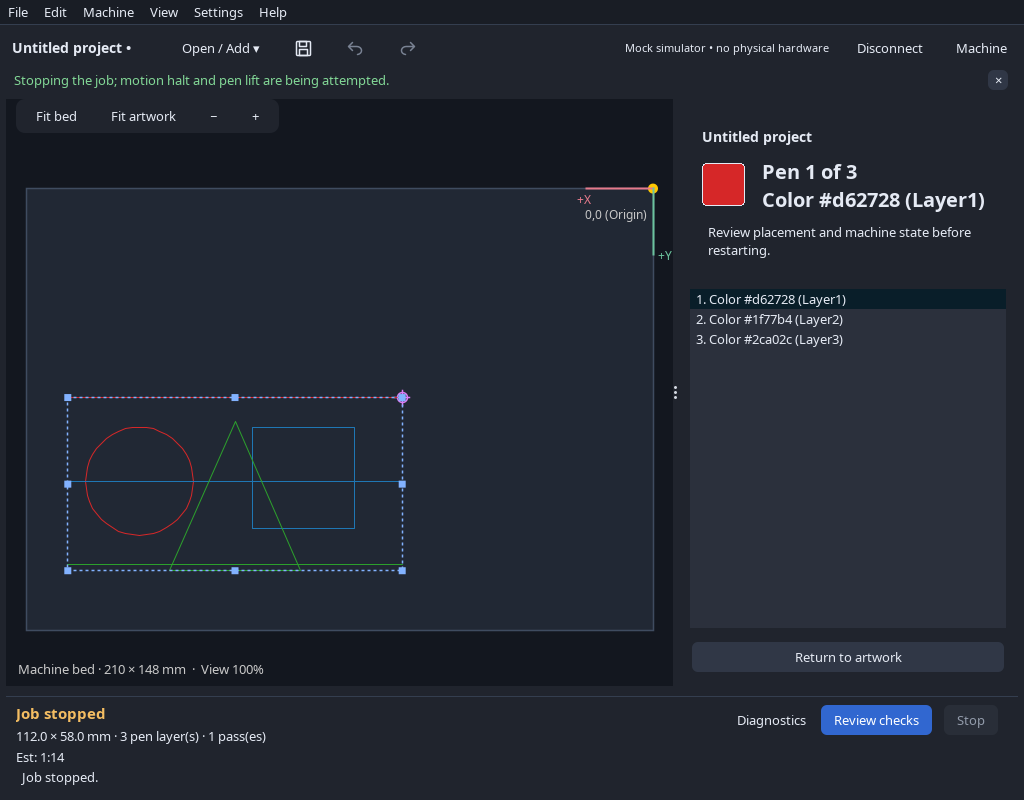 File Edit Machine View Settings Help
Untitled project • Open / Add ▾ Mock simulator • no physical hardware Disconnect Machine
Stopping the job; motion halt and pen lift are being attempted. ×
Fit bed Fit artwork − +
+X
0,0 (Origin)
+Y
Machine bed · 210 × 148 mm · View 100%
Untitled project
Pen 1 of 3
Color #d62728 (Layer1)
Review placement and machine state before
restarting.
1. Color #d62728 (Layer1)
2. Color #1f77b4 (Layer2)
3. Color #2ca02c (Layer3)
Return to artwork
Job stopped
112.0 × 58.0 mm · 3 pen layer(s) · 1 pass(es)
Est: 1:14
Job stopped.
Diagnostics Review checks Stop